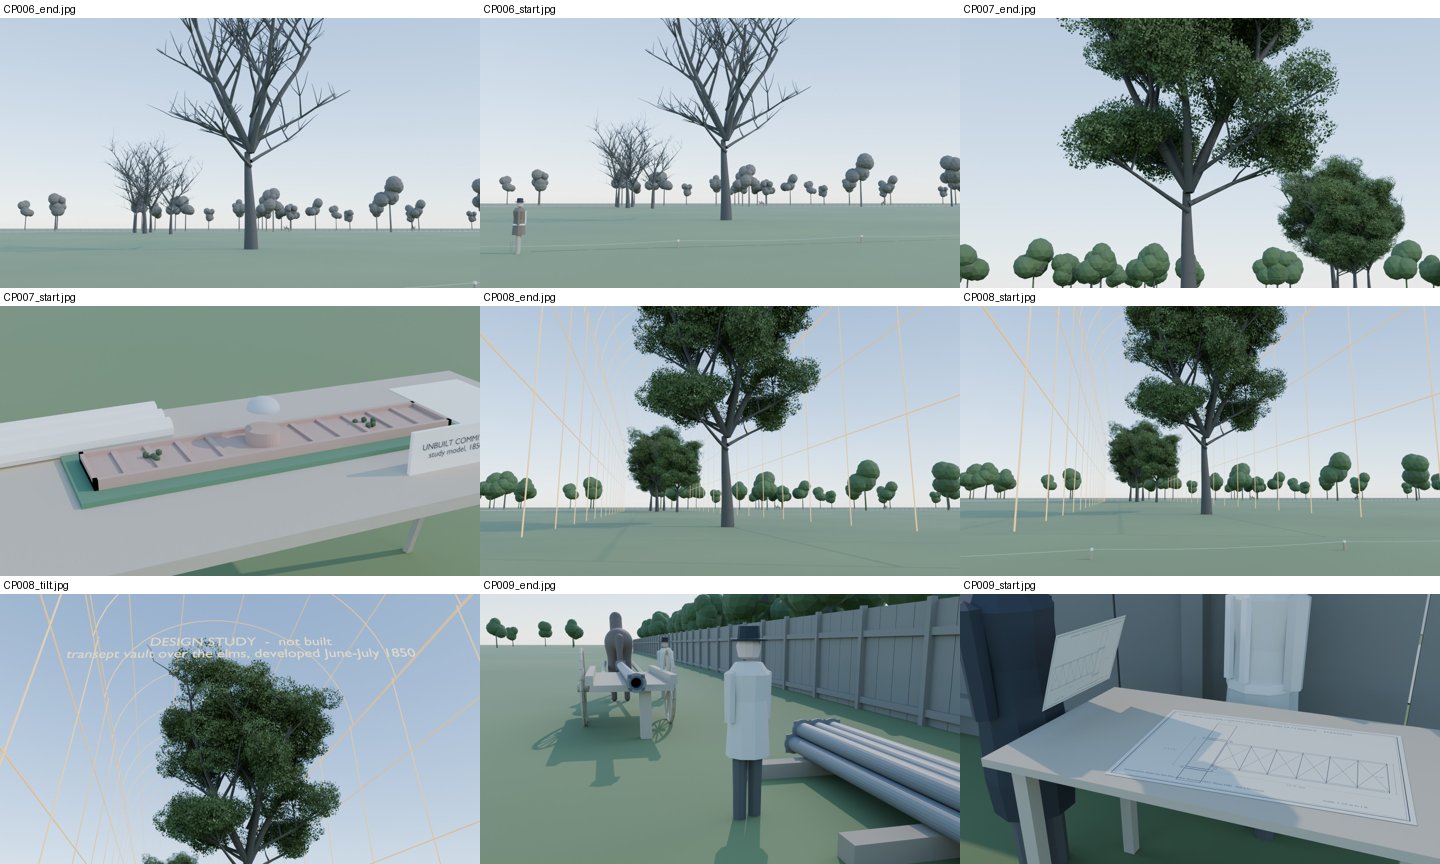 CP006_end.jpg
CP006_start.jpg
CP007_end.jpg
CP007_start.jpg
UNBUILT COMMI
study model, 185
CP008_end.jpg
CP008_start.jpg
CP008_tilt.jpg
DESIGN STUDY - not built
transept vault over the elms, developed June-July 1850
CP009_end.jpg
CP009_start.jpg